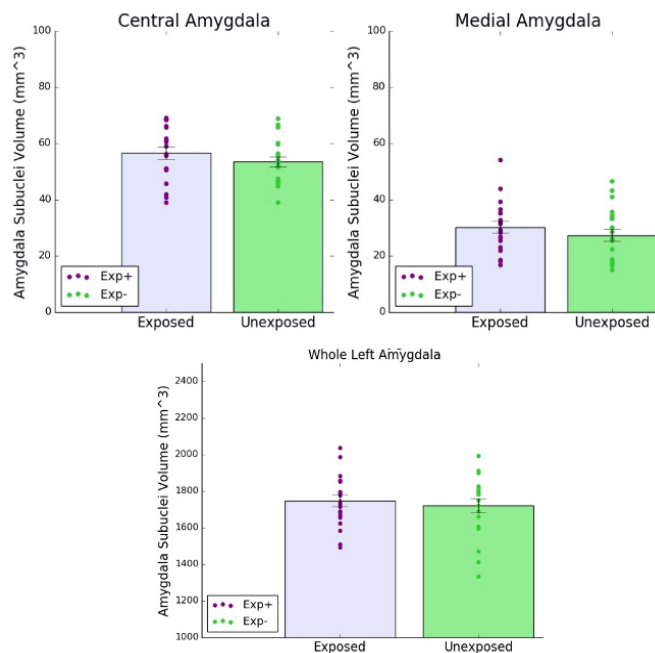 Central Amygdala
Amygdala Subuclei Volume (mm^3)
100
80
60
40
20
0
Exp+
Exp-
Exposed
Unexposed
Medial Amygdala
Amygdala Subuclei Volume (mm^3)
100
80
60
40
20
0
Exp+
Exp-
Exposed
Unexposed
Whole Left Amygdala
Amygdala Subuclei Volume (mm^3)
2400
2200
2000
1800
1600
1400
1200
1000
Exp+
Exp-
Exposed
Unexposed